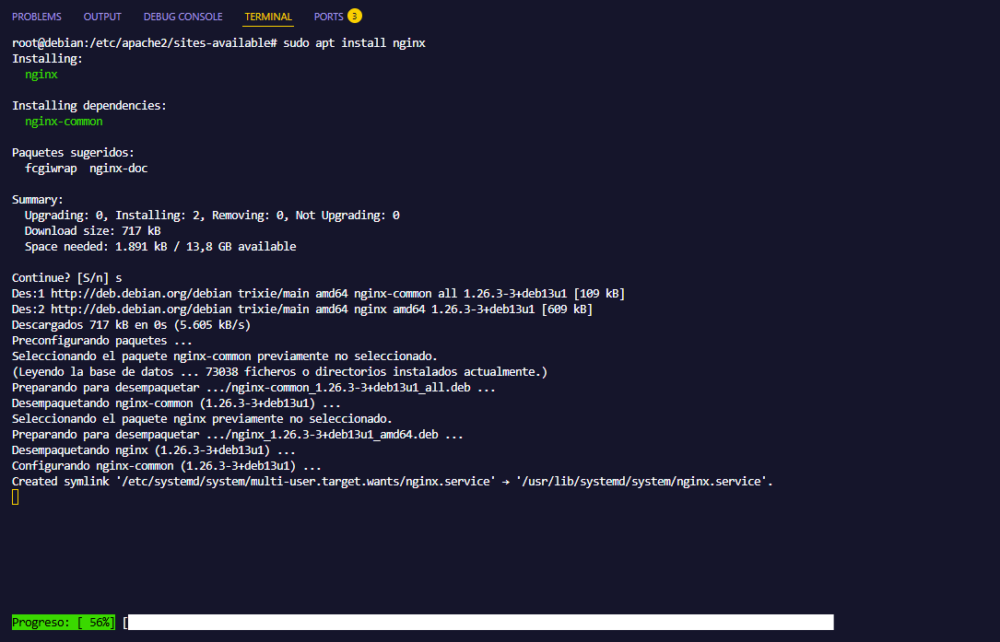 PROBLEMS OUTPUT DEBUG CONSOLE TERMINAL PORTS 3
root@debian:/etc/apache2/sites-available# sudo apt install nginx
Installing:
  nginx

Installing dependencies:
  nginx-common

Paquetes sugeridos:
  fcgiwrap  nginx-doc

Summary:
  Upgrading: 0, Installing: 2, Removing: 0, Not Upgrading: 0
  Download size: 717 kB
  Space needed: 1.891 kB / 13,8 GB available

Continue? [S/n] s
Des:1 http://deb.debian.org/debian trixie/main amd64 nginx-common all 1.26.3-3+deb13u1 [109 kB]
Des:2 http://deb.debian.org/debian trixie/main amd64 nginx amd64 1.26.3-3+deb13u1 [609 kB]
Descargados 717 kB en 0s (5.605 kB/s)
Preconfigurando paquetes ...
Seleccionando el paquete nginx-common previamente no seleccionado.
(Leyendo la base de datos ... 73038 ficheros o directorios instalados actualmente.)
Preparando para desempaquetar .../nginx-common_1.26.3-3+deb13u1_all.deb ...
Desempaquetando nginx-common (1.26.3-3+deb13u1) ...
Seleccionando el paquete nginx previamente no seleccionado.
Preparando para desempaquetar .../nginx_1.26.3-3+deb13u1_amd64.deb ...
Desempaquetando nginx (1.26.3-3+deb13u1) ...
Configurando nginx-common (1.26.3-3+deb13u1) ...
Created symlink '/etc/systemd/system/multi-user.target.wants/nginx.service' → '/usr/lib/systemd/system/nginx.service'.
Progreso: [ 56%] [